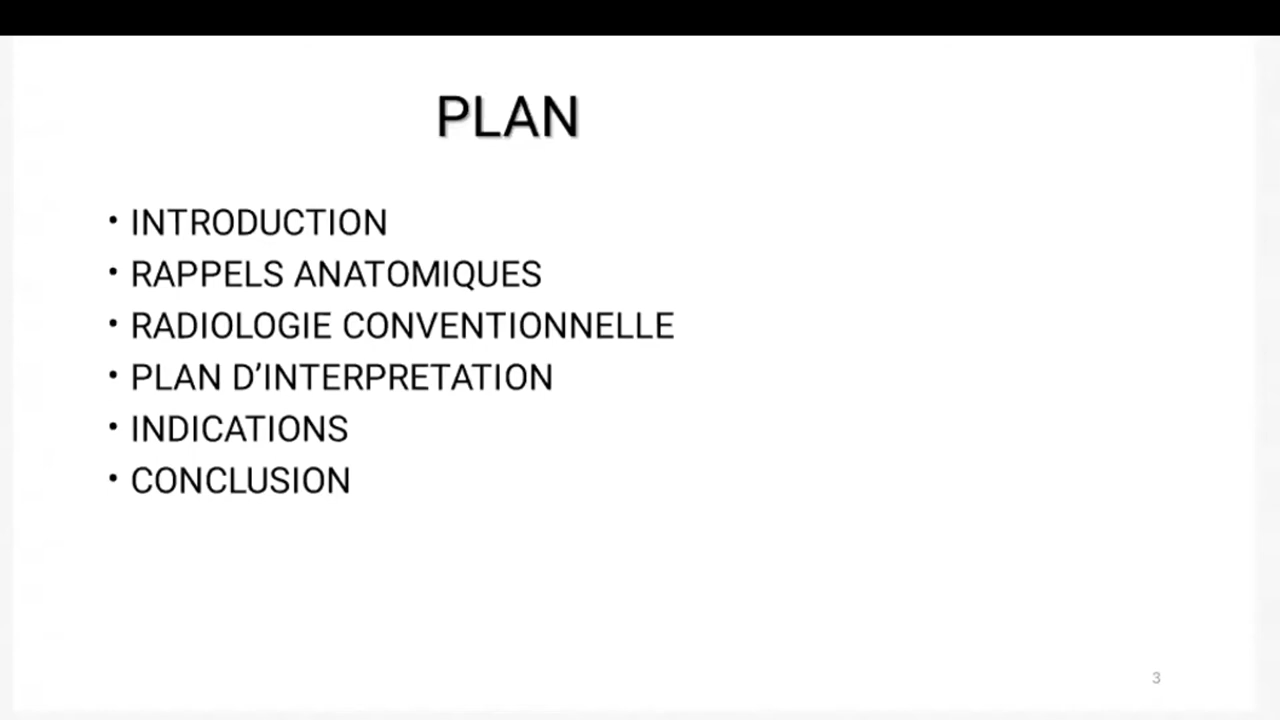 PLAN
• INTRODUCTION
• RAPPELS ANATOMIQUES
• RADIOLOGIE CONVENTIONNELLE
• PLAN D’INTERPRETATION
• INDICATIONS
• CONCLUSION
3